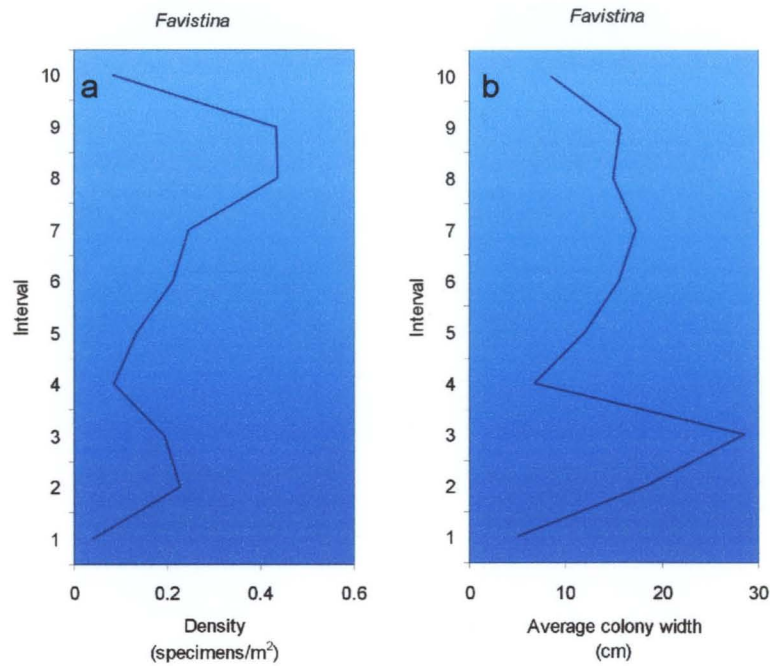 Favistina
a
10
9
8
7
6
5
4
3
2
1
Interval
0
0.2
0.4
0.6
Density
(specimens/m²)
Favistina
b
10
9
8
7
6
5
4
3
2
1
Interval
0
10
20
30
Average colony width
(cm)